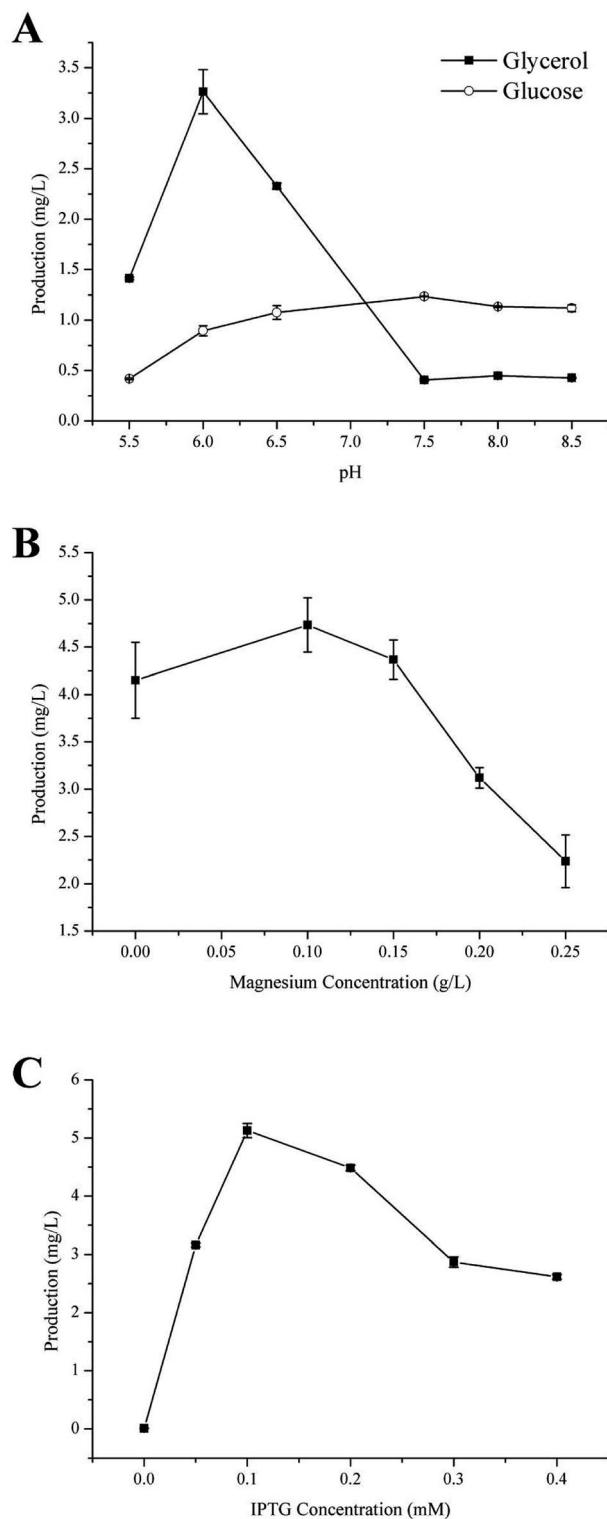 A
Glycerol
Glucose
3.5
3.0
2.5
2.0
1.5
1.0
0.5
0.0
Production (mg/L)
5.5 6.0 6.5 7.0 7.5 8.0 8.5
pH
B
5.5
5.0
4.5
4.0
3.5
3.0
2.5
2.0
1.5
Production (mg/L)
0.00 0.05 0.10 0.15 0.20 0.25
Magnesium Concentration (g/L)
C
6
5
4
3
2
1
0
Production (mg/L)
0.0 0.1 0.2 0.3 0.4
IPTG Concentration (mM)